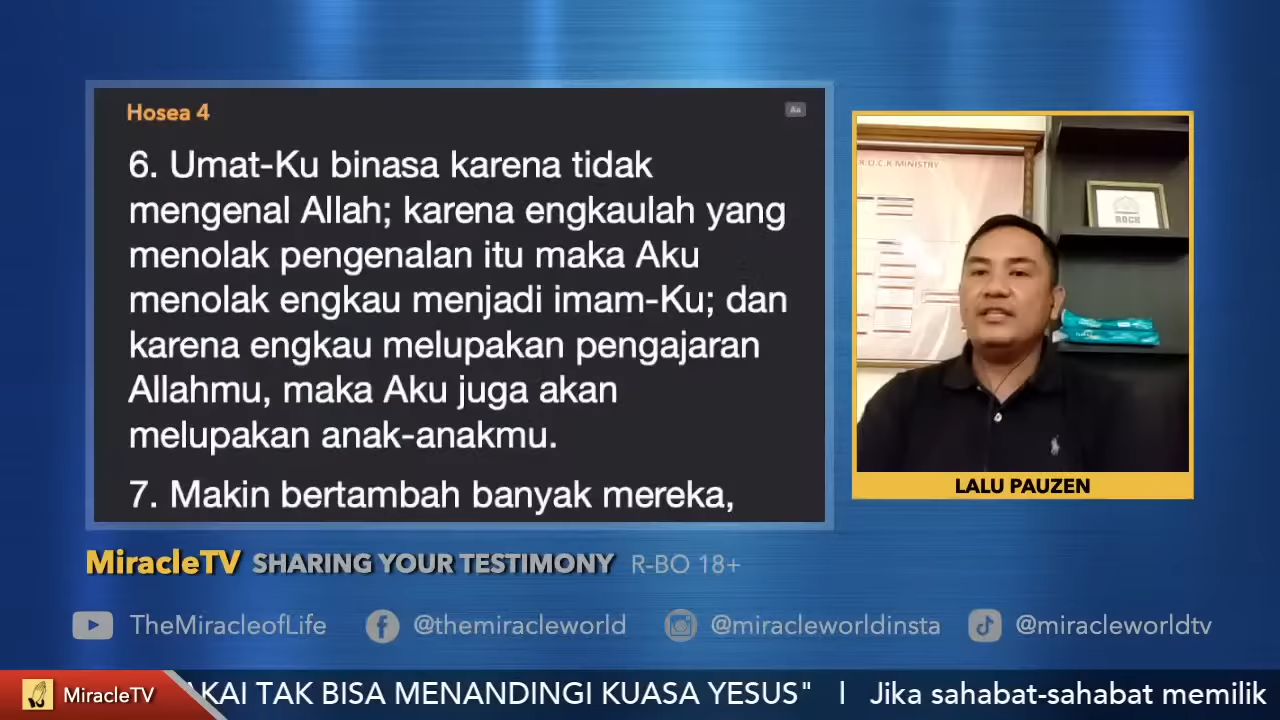 Hosea 4
Aa
6. Umat-Ku binasa karena tidak
mengenal Allah; karena engkaulah yang
menolak pengenalan itu maka Aku
menolak engkau menjadi imam-Ku; dan
karena engkau melupakan pengajaran
Allahmu, maka Aku juga akan
melupakan anak-anakmu.
7. Makin bertambah banyak mereka,
R.O.C.K MINISTRY
ROCK
LALU PAUZEN
MiracleTV SHARING YOUR TESTIMONY R-BO 18+
TheMiracleofLife @themiracleworld @miracleworldinsta @miracleworldtv
MiracleTV AKAI TAK BISA MENANDINGI KUASA YESUS" | Jika sahabat-sahabat memilik